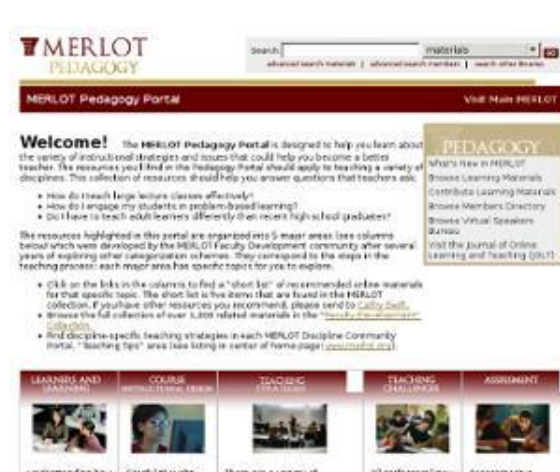 MERLOT
PEDAGOGY
Search:
materials
GO
advanced search materials | advanced search members | search other libraries
MERLOT Pedagogy Portal
Visit Main MERLOT
Welcome! The MERLOT Pedagogy Portal is designed to help you learn about
the variety of instructional strategies and issues that could help you become a better
teacher. The resources you'll find in the Pedagogy Portal should apply to teaching a variety of
disciplines. This collection of resources should help you answer questions that teachers ask:
• How do I teach large lecture classes effectively?
• How do I engage my students in problem-based learning?
• Do I have to teach adult learners differently than recent high school graduates?
The resources highlighted in this portal are organized into 5 major areas (see columns
below) which were developed by the MERLOT Faculty Development community after several
years of exploring other categorization schemes. They correspond to the steps in the
teaching process; each major area has specific topics for you to explore.
• Click on the links in the columns to find a "short list" of recommended online materials
for that specific topic. The short list is five items that are found in the MERLOT
collection. If you have other resources you recommend, please send to Cathy Swift.
• Browse the full collection of over 1,300 related materials in the "Faculty Development"
Collection.
• Find discipline-specific teaching strategies in each MERLOT Discipline Community
Portal, "Teaching Tips" area (see listing in center of home page) www.merlot.org).
PEDAGOGY
What's New in MERLOT
Browse Learning Materials
Contribute Learning Materials
Browse Members Directory
Browse Virtual Speakers
Bureau
Visit the Journal of Online
Learning and Teaching (JOLT)
LEARNERS AND
LEARNING
COURSE
INSTRUCTIONAL DESIGN
TEACHING
STRATEGIES
TEACHING
CHALLENGES
ASSESSMENT